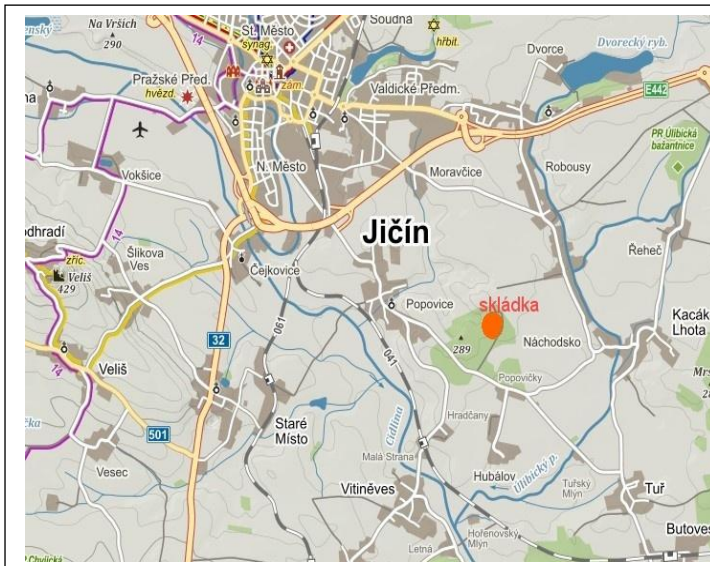 Na Vršich
290
14
St. Město
synag.
Soudna
hřbit.
Dvorce
Dvorecký ryb.
Pražské Před.
hvězd.
zám.
Valdické Předm.
E442
PR Úlibická
bažantnice
N. Město
Vokšice
Moravčice
Robousy
14
Jičín
Řeheč
zříc.
Veliš
429
Šlikova
Ves
Čejkovice
061
Popovice
skládka
289
Náchodsko
Kacák
Lhota
32
041
Popovičky
14
Veliš
Staré
Místo
Cidlina
Hradčany
501
Malá Strana
Vesec
Vitiněves
Hubálov
Úlibický p.
Tuřský
Mlýn
Tuř
Hořenovský
Mlýn
Letná
Butoves